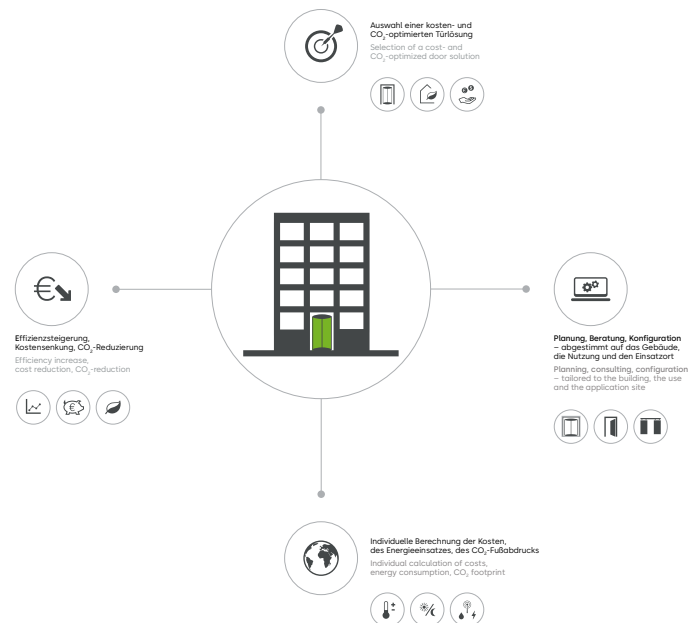 Auswahl einer kosten- und
CO₂-optimierten Türlösung
Selection of a cost- and
CO₂-optimized door solution
Effizienzsteigerung,
Kostensenkung, CO₂-Reduzierung
Efficiency increase,
cost reduction, CO₂-reduction
Planung, Beratung, Konfiguration
– abgestimmt auf das Gebäude,
die Nutzung und den Einsatzort
Planning, consulting, configuration
– tailored to the building, the use
and the application site
Individuelle Berechnung der Kosten,
des Energieeinsatzes, des CO₂-Fußabdrucks
Individual calculation of costs,
energy consumption, CO₂ footprint